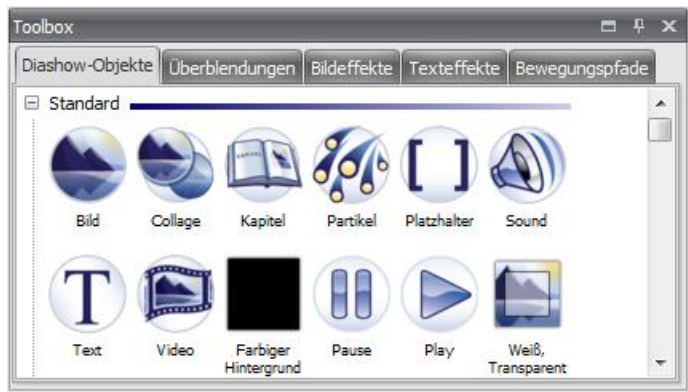 Toolbox
Diashow-Objekte Überblendungen Bildeffekte Texteffekte Bewegungspfade
Standard
Bild Collage Kapitel Partikel Platzhalter Sound
Text Video Farbiger Hintergrund Pause Play Weiß, Transparent